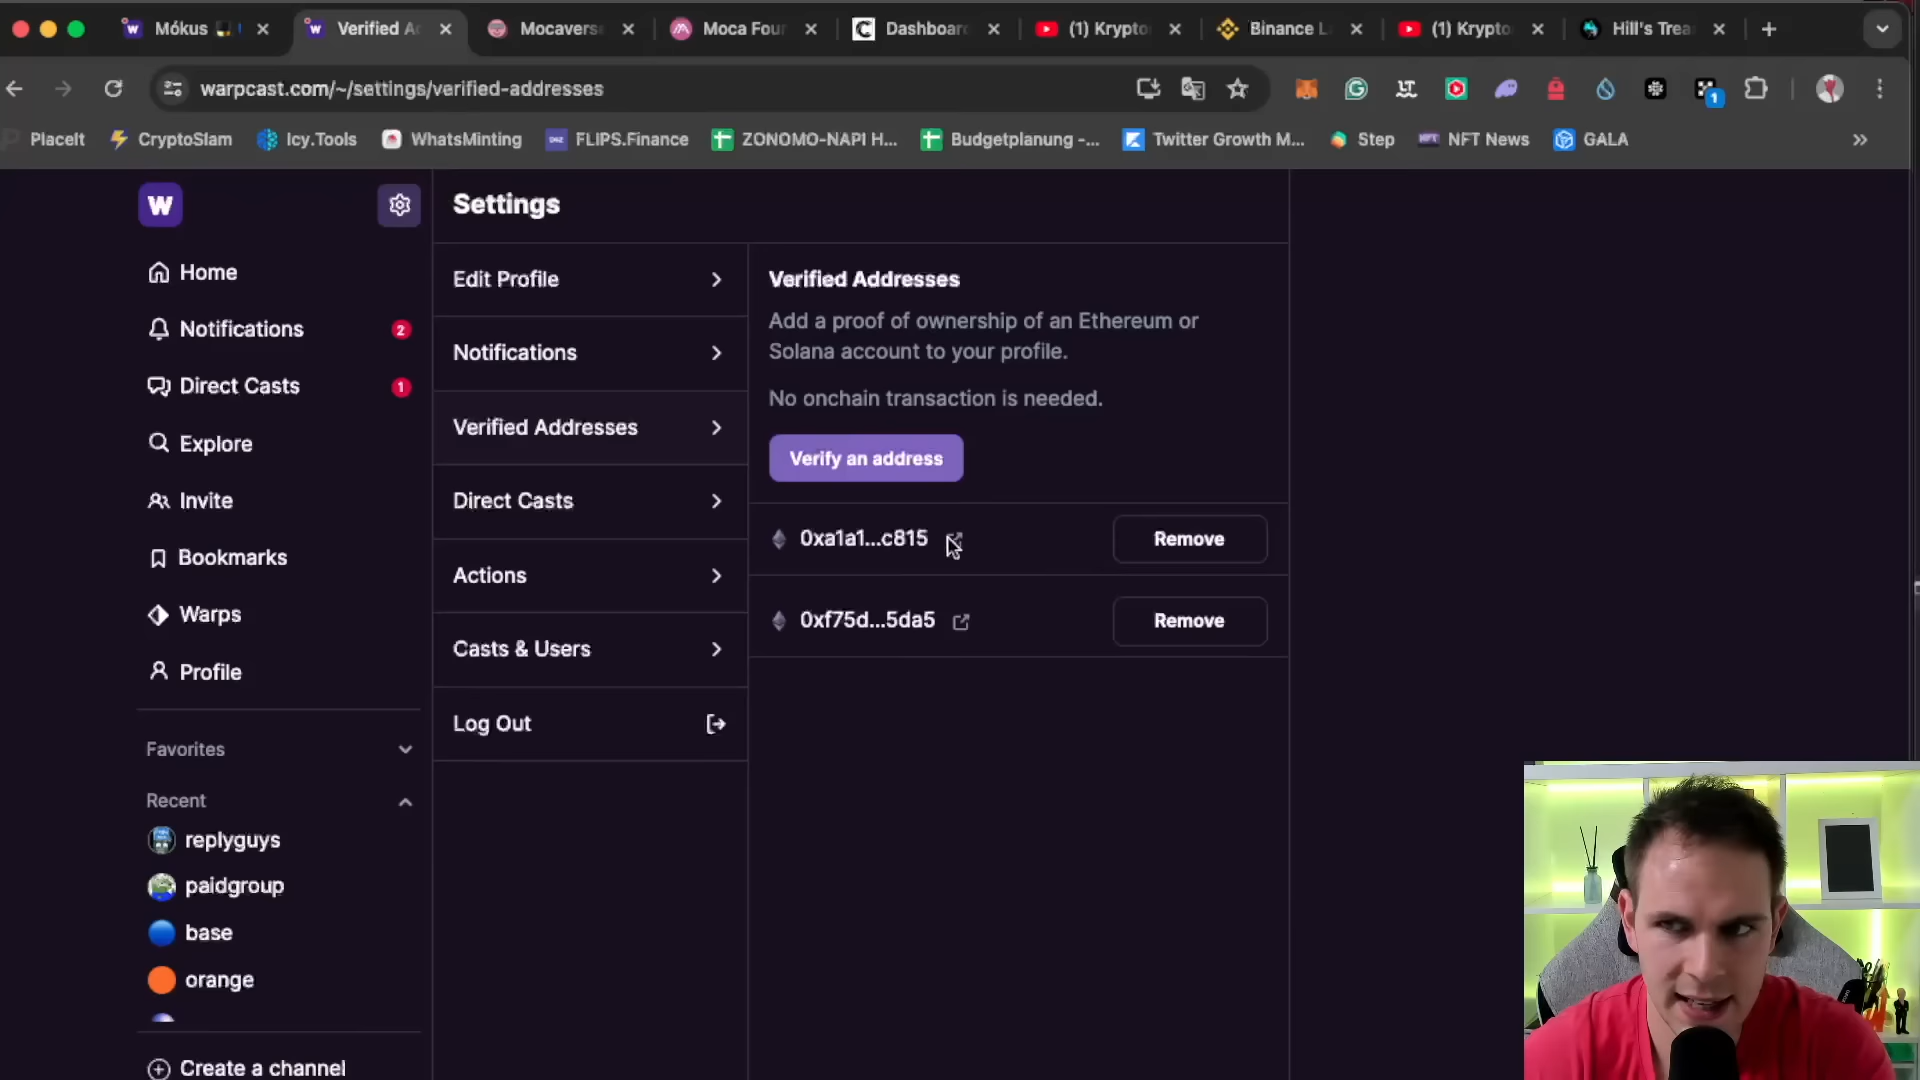 Mókus
Verified A
Mocavers
Moca Four
Dashboar
(1) Krypto
Binance L
(1) Krypto
Hill's Trea
warpcast.com/~/settings/verified-addresses
1
PlaceIt
CryptoSlam
Icy.Tools
WhatsMinting
FLIPS.Finance
ZONOMO-NAPI H...
Budgetplanung -...
Twitter Growth M...
Step
NFT News
GALA
W
Home
Notifications
2
Direct Casts
1
Explore
Invite
Bookmarks
Warps
Profile
Favorites
Recent
replyguys
paidgroup
base
orange
Create a channel
Settings
Edit Profile
Notifications
Verified Addresses
Direct Casts
Actions
Casts & Users
Log Out
Verified Addresses
Add a proof of ownership of an Ethereum or
Solana account to your profile.
No onchain transaction is needed.
Verify an address
0xa1a1...c815
Remove
0xf75d...5da5
Remove